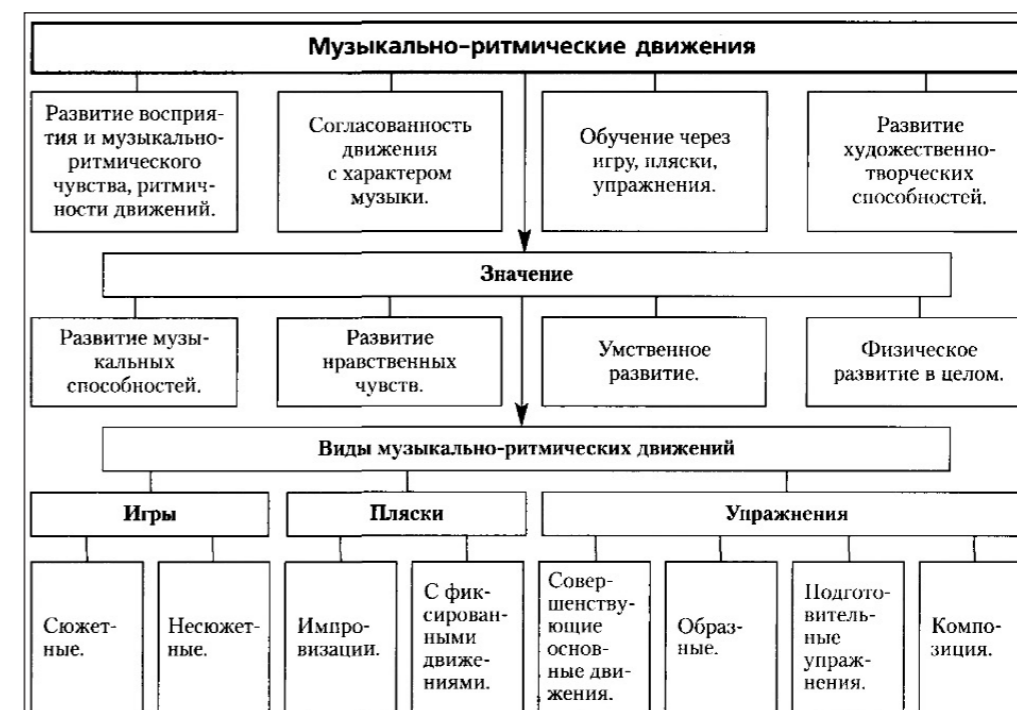 Музыкально-ритмические движения
Развитие восприя-
тия и музыкально-
ритмического
чувства, ритмич-
ности движений.
Согласованность
движения
с характером
музыки.
Обучение через
игру, пляски,
упражнения.
Развитие
художественно-
творческих
способностей.
Значение
Развитие музы-
кальных
способностей.
Развитие
нравственных
чувств.
Умственное
развитие.
Физическое
развитие в целом.
Виды музыкально-ритмических движений
Игры
Пляски
Упражнения
Сюжет-
ные.
Несюжет-
ные.
Импро-
визации.
С фик-
сирован-
ными
движе-
ниями.
Совер-
шенству-
ющие
основ-
ные дви-
жения.
Образ-
ные.
Подгото-
витель-
ные
упраж-
нения.
Компо-
зиция.